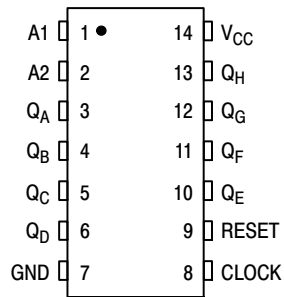 A1 1 14 VCC
A2 2 13 QH
QA 3 12 QG
QB 4 11 QF
QC 5 10 QE
QD 6 9 RESET
GND 7 8 CLOCK